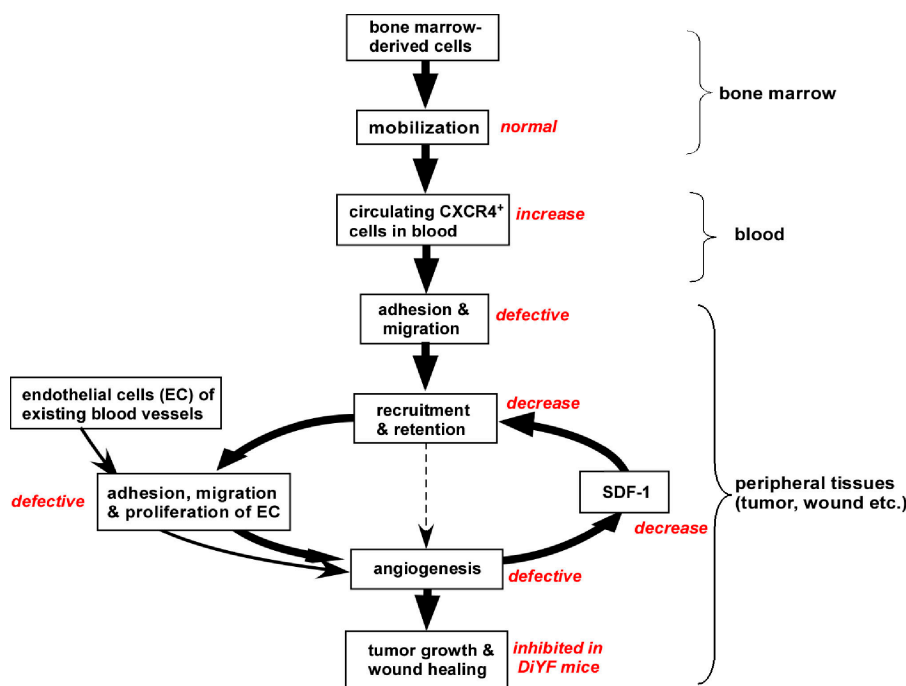 bone marrow-
derived cells
bone marrow
mobilization
normal
circulating CXCR4⁺
cells in blood
increase
blood
adhesion &
migration
defective
endothelial cells (EC) of
existing blood vessels
recruitment
& retention
decrease
defective
adhesion, migration
& proliferation of EC
SDF-1
decrease
peripheral tissues
(tumor, wound etc.)
angiogenesis
defective
tumor growth &
wound healing
inhibited in
DiYF mice